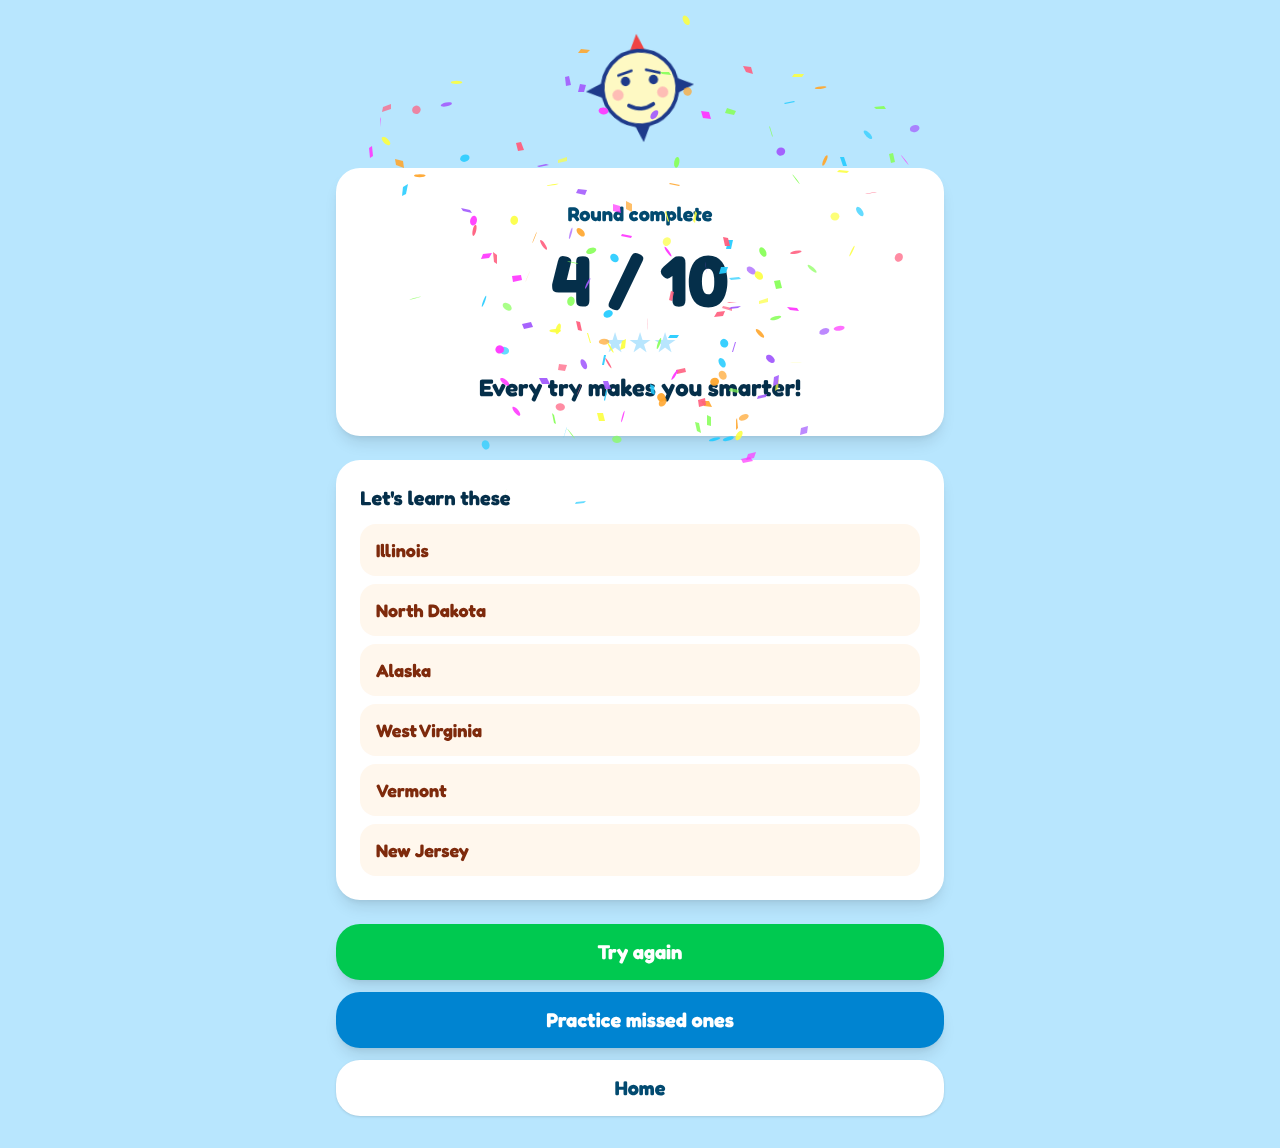 Round complete
4 / 10
Every try makes you smarter!
Let's learn these
Illinois
North Dakota
Alaska
West Virginia
Vermont
New Jersey
Try again
Practice missed ones
Home